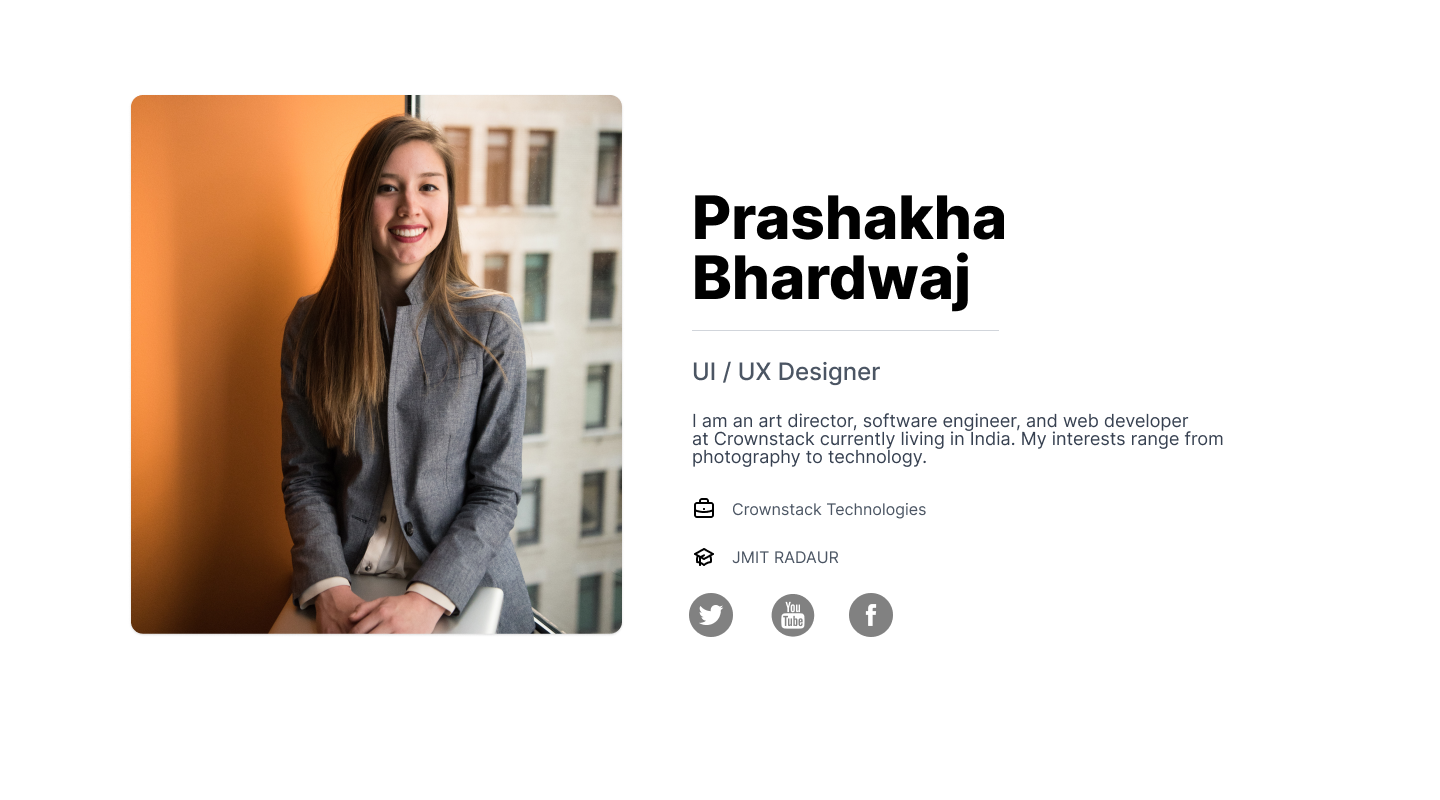 Prashakha
Bhardwaj
UI / UX Designer
I am an art director, software engineer, and web developer
at Crownstack currently living in India. My interests range from
photography to technology.
Crownstack Technologies
JMIT RADAUR
You
Tube